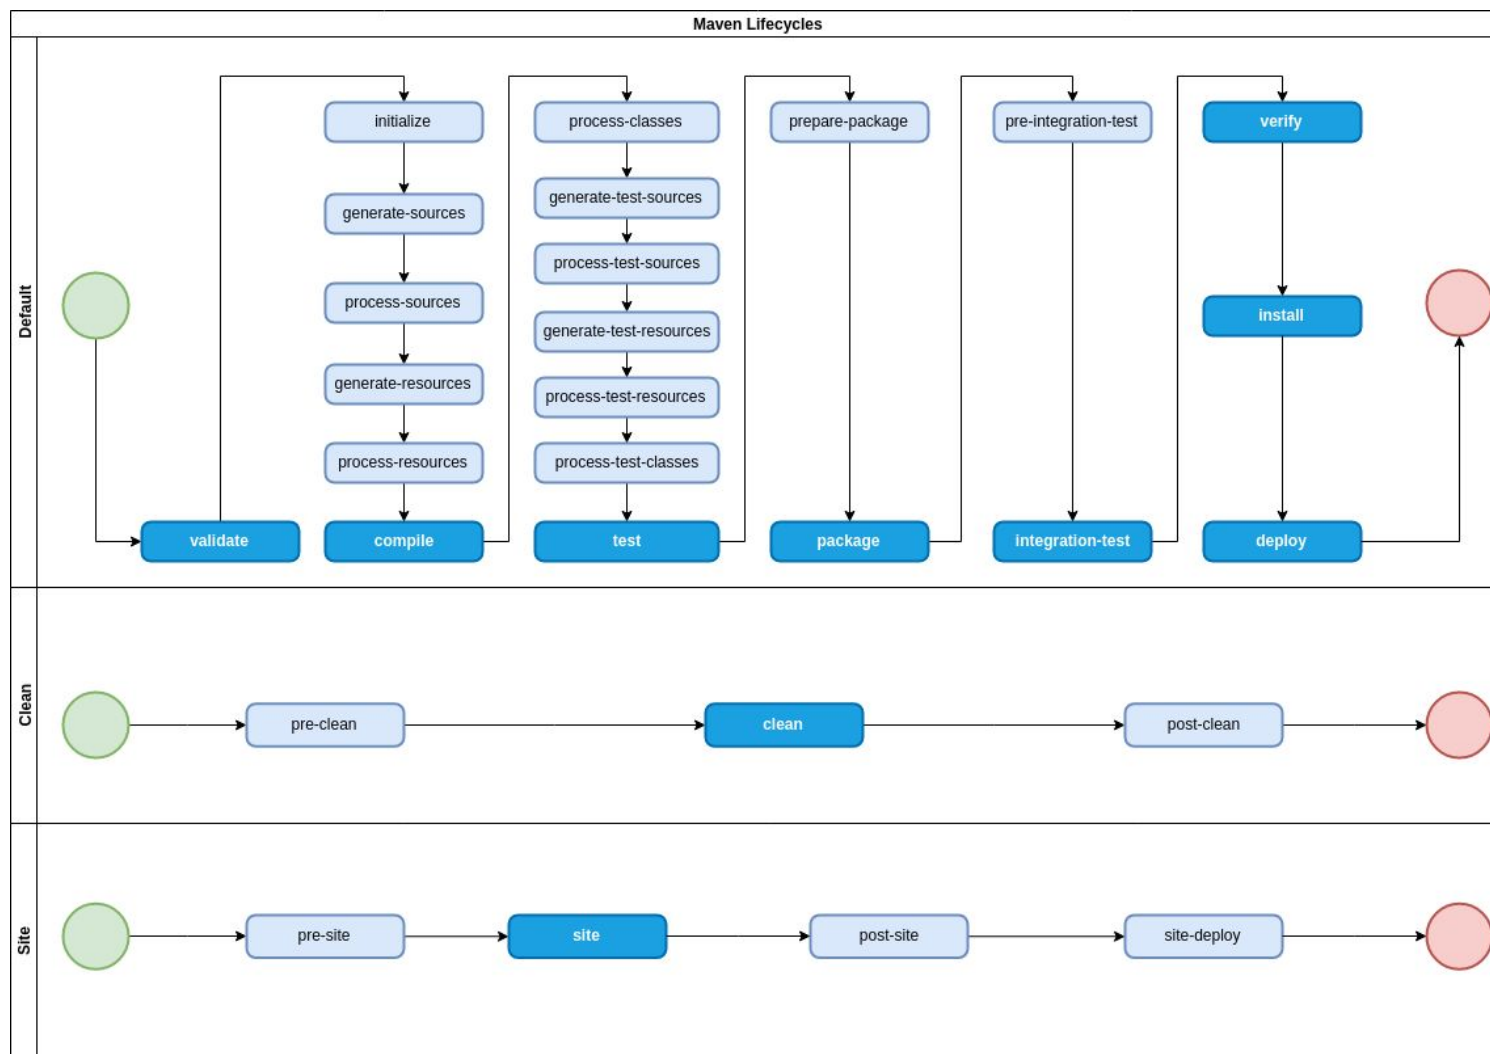 Maven Lifecycles
Default
validate
initialize
generate-sources
process-sources
generate-resources
process-resources
compile
process-classes
generate-test-sources
process-test-sources
generate-test-resources
process-test-resources
process-test-classes
test
prepare-package
package
pre-integration-test
integration-test
verify
install
deploy
Clean
pre-clean
clean
post-clean
Site
pre-site
site
post-site
site-deploy